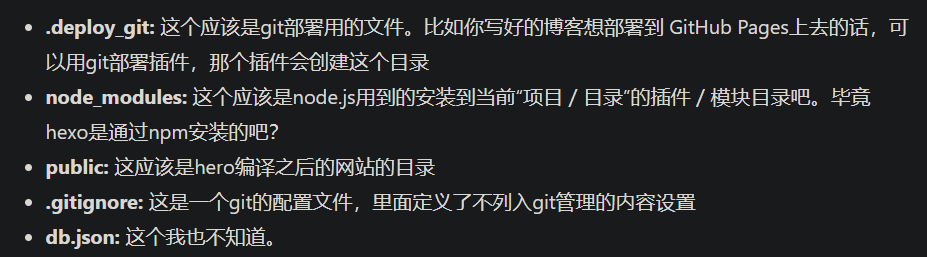 .deploy_git: 这个应该是git部署用的文件。比如你写好的博客想部署到 GitHub Pages上去的话，可
以用git部署插件，那个插件会创建这个目录
node_modules: 这个应该是node.js用到的安装到当前“项目 / 目录”的插件 / 模块目录吧。毕竟
hexo是通过npm安装的吧？
public: 这应该是hero编译之后的网站的目录
.gitignore: 这是一个git的配置文件，里面定义了不列入git管理的内容设置
db.json: 这个我也不知道。